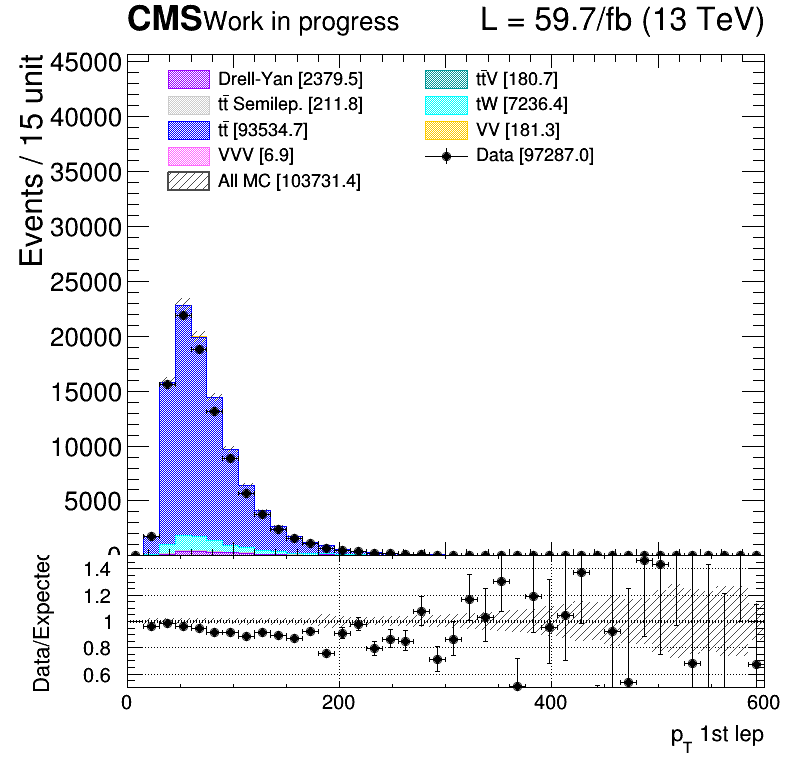 CMS Work in progress L = 59.7/fb (13 TeV)
Events / 15 unit
45000
40000
35000
30000
25000
20000
15000
10000
5000
0
Drell-Yan [2379.5]
tt̄ Semilep. [211.8]
tt̄ [93534.7]
VVV [6.9]
All MC [103731.4]
tt̄V [180.7]
tW [7236.4]
VV [181.3]
Data [97287.0]
Data/Expected
1.4
1.2
1
0.8
0.6
0 200 400 600
p_T 1st lep